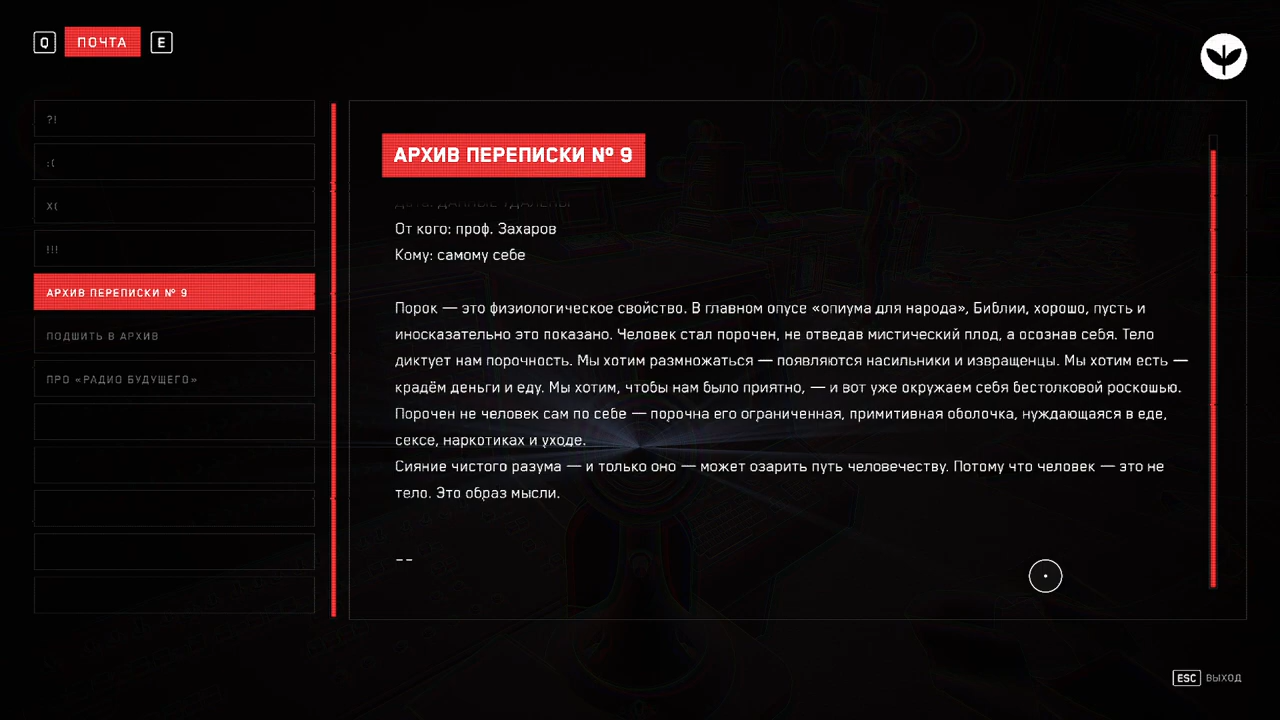 Q ПОЧТА E
?!
:(
X(
!!!
АРХИВ ПЕРЕПИСКИ № 9
ПОДШИТЬ В АРХИВ
ПРО «РАДИО БУДУЩЕГО»
АРХИВ ПЕРЕПИСКИ № 9
От кого: проф. Захаров
Кому: самому себе
Порок — это физиологическое свойство. В главном опусе «опиума для народа», Библии, хорошо, пусть и
иносказательно это показано. Человек стал порочен, не отведав мистический плод, а осознав себя. Тело
диктует нам порочность. Мы хотим размножаться — появляются насильники и извращенцы. Мы хотим есть —
крадём деньги и еду. Мы хотим, чтобы нам было приятно, — и вот уже окружаем себя бестолковой роскошью.
Порочен не человек сам по себе — порочна его ограниченная, примитивная оболочка, нуждающаяся в еде,
сексе, наркотиках и уходе.
Сияние чистого разума — и только оно — может озарить путь человечеству. Потому что человек — это не
тело. Это образ мысли.
--
ESC ВЫХОД